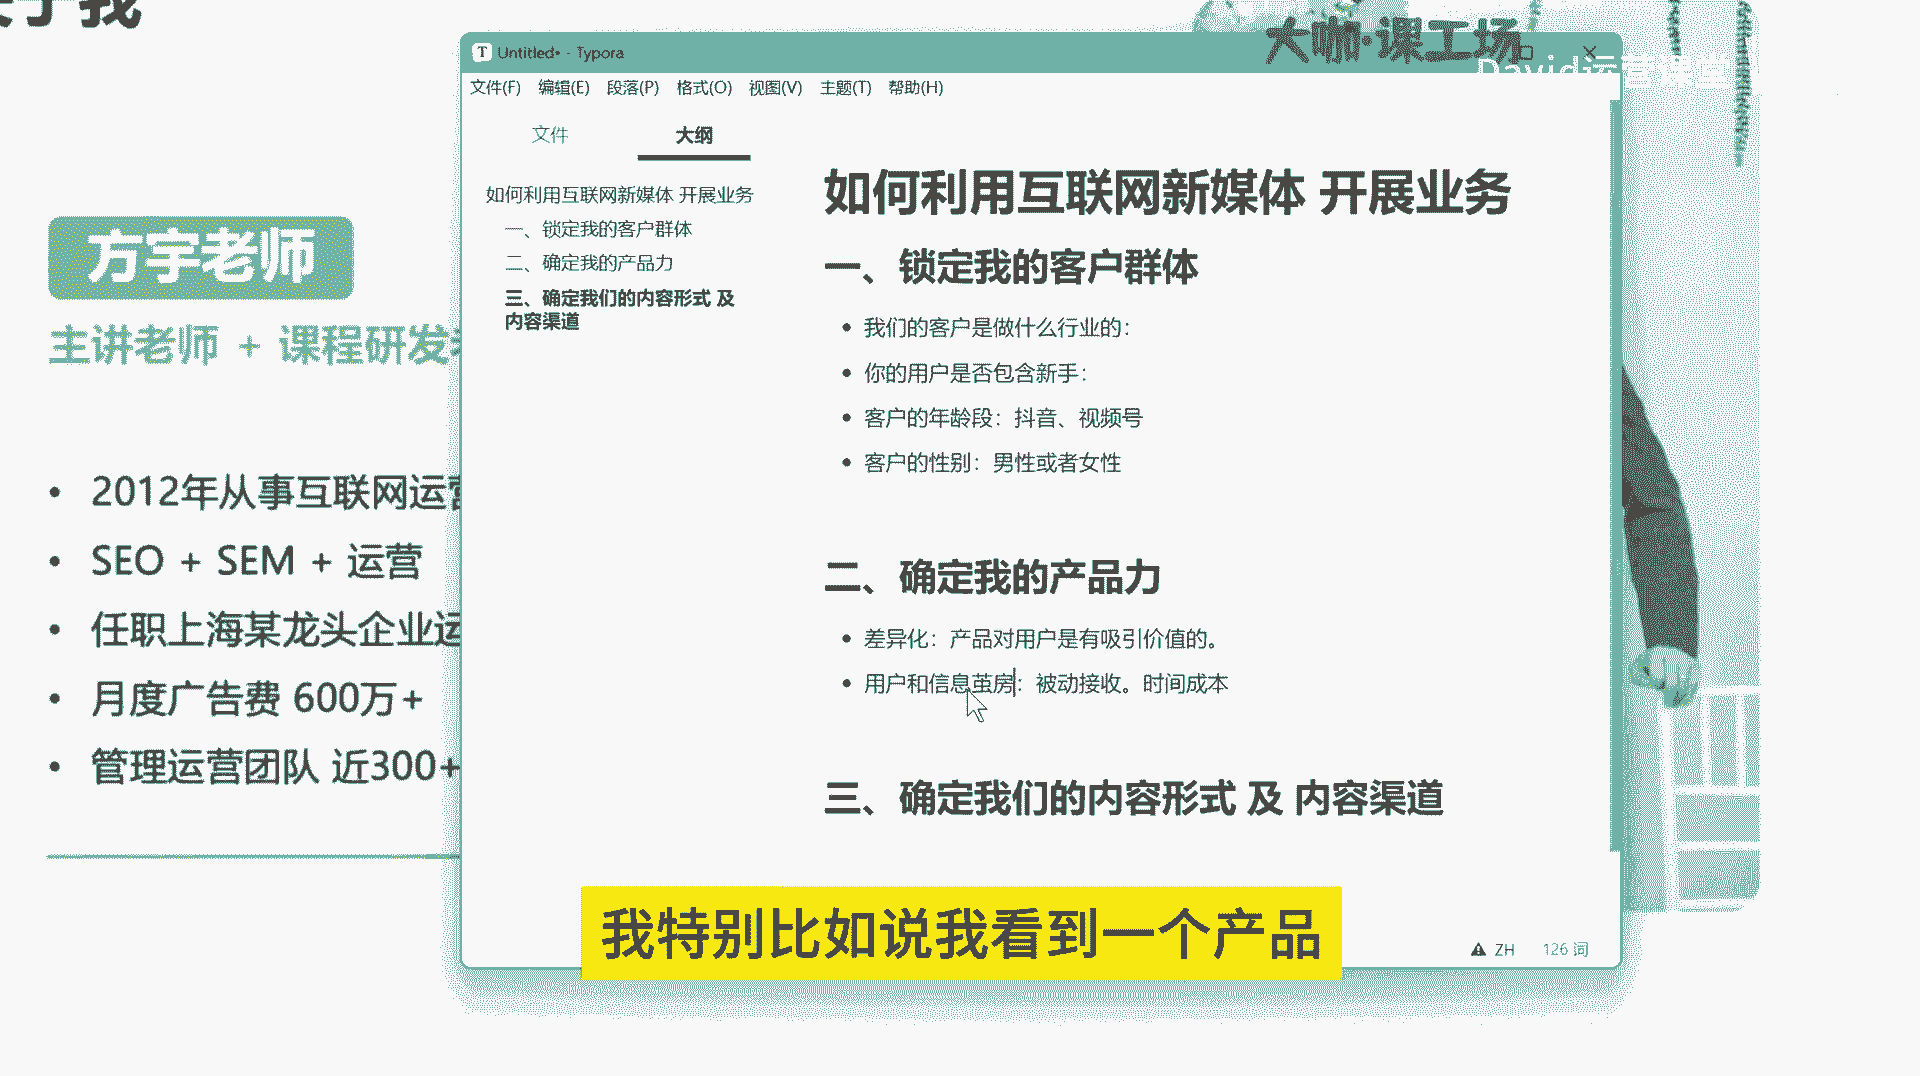 于我
大咖·课工场
David运营课堂
方宇老师
主讲老师 + 课程研发
2012年从事互联网运营
SEO + SEM + 运营
任职上海某龙头企业运
月度广告费 600万+
管理运营团队 近300+
Untitled• - Typora
文件(F) 编辑(E) 段落(P) 格式(O) 视图(V) 主题(T) 帮助(H)
文件 大纲
如何利用互联网新媒体 开展业务
一、锁定我的客户群体
二、确定我的产品力
三、确定我们的内容形式 及
内容渠道
如何利用互联网新媒体 开展业务
一、锁定我的客户群体
我们的客户是做什么行业的：
你的用户是否包含新手：
客户的年龄段：抖音、视频号
客户的性别：男性或者女性
二、确定我的产品力
差异化：产品对用户是有吸引价值的。
用户和信息茧房：被动接收。时间成本
三、确定我们的内容形式 及 内容渠道
ZH 126 词
我特别比如说我看到一个产品